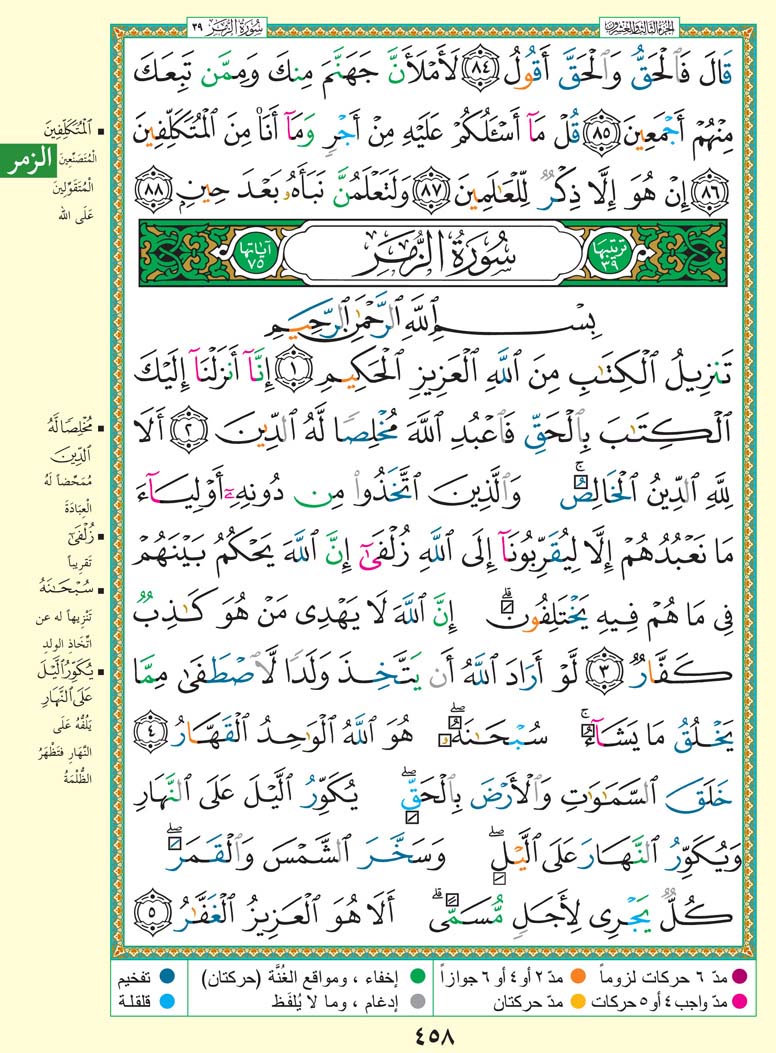 الجزء الثالث والعشرون
سُورَةُ الزُّمَر ٣٩
قَالَ فَٱلْحَقُّ وَٱلْحَقَّ أَقُولُ ٨٤ لَأَمْلَأَنَّ جَهَنَّمَ مِنكَ وَمِمَّن تَبِعَكَ
مِنْهُمْ أَجْمَعِينَ ٨٥ قُلْ مَآ أَسْـَٔلُكُمْ عَلَيْهِ مِنْ أَجْرٍ وَمَآ أَنَا۠ مِنَ ٱلْمُتَكَلِّفِينَ
٨٦ إِنْ هُوَ إِلَّا ذِكْرٌ لِّلْعَـٰلَمِينَ ٨٧ وَلَتَعْلَمُنَّ نَبَأَهُۥ بَعْدَ حِينٍ ٨٨
ترتيبها ٣٩
سُورَةُ الزُّمَر
آياتها ٧٥
بِسْمِ ٱللَّهِ ٱلرَّحْمَـٰنِ ٱلرَّحِيمِ
تَنزِيلُ ٱلْكِتَـٰبِ مِنَ ٱللَّهِ ٱلْعَزِيزِ ٱلْحَكِيمِ ١ إِنَّآ أَنزَلْنَآ إِلَيْكَ
ٱلْكِتَـٰبَ بِٱلْحَقِّ فَٱعْبُدِ ٱللَّهَ مُخْلِصًا لَّهُ ٱلدِّينَ ٢ أَلَا
لِلَّهِ ٱلدِّينُ ٱلْخَالِصُ ۚ وَٱلَّذِينَ ٱتَّخَذُوا۟ مِن دُونِهِۦٓ أَوْلِيَآءَ
مَا نَعْبُدُهُمْ إِلَّا لِيُقَرِّبُونَآ إِلَى ٱللَّهِ زُلْفَىٰٓ إِنَّ ٱللَّهَ يَحْكُمُ بَيْنَهُمْ
فِى مَا هُمْ فِيهِ يَخْتَلِفُونَ ۗ إِنَّ ٱللَّهَ لَا يَهْدِى مَنْ هُوَ كَـٰذِبٌ
كَفَّارٌ ٣ لَّوْ أَرَادَ ٱللَّهُ أَن يَتَّخِذَ وَلَدًا لَّٱصْطَفَىٰ مِمَّا
يَخْلُقُ مَا يَشَآءُ ۚ سُبْحَـٰنَهُۥ ۖ هُوَ ٱللَّهُ ٱلْوَٰحِدُ ٱلْقَهَّارُ ٤
خَلَقَ ٱلسَّمَـٰوَٰتِ وَٱلْأَرْضَ بِٱلْحَقِّ ۖ يُكَوِّرُ ٱلَّيْلَ عَلَى ٱلنَّهَارِ
وَيُكَوِّرُ ٱلنَّهَارَ عَلَى ٱلَّيْلِ ۖ وَسَخَّرَ ٱلشَّمْسَ وَٱلْقَمَرَ ۖ
كُلٌّ يَجْرِى لِأَجَلٍ مُّسَمًّى ۗ أَلَا هُوَ ٱلْعَزِيزُ ٱلْغَفَّـٰرُ ٥
الزمر
▪ ٱلْمُتَكَلِّفِينَ
المُتَصَنِّعِينَ
المُتَقَوِّلِينَ
عَلَى الله
▪ مُخْلِصًا لَّهُ
ٱلدِّينَ
مُمَحِّضاً لَهُ
العِبَادَةَ
▪ زُلْفَىٰٓ
تَقْرِيباً
▪ سُبْحَـٰنَهُ
تَنْزِيهاً له عن
اتِّخَاذِ الولدِ
▪ يُكَوِّرُ ٱلَّيْلَ
عَلَى ٱلنَّهَارِ
يَلُفُّهُ عَلَى
النَّهَارِ فَتَظْهَرُ
الظُّلْمَةُ
مدّ ٦ حركات لزوماً
مدّ ٢ أو ٤ أو ٦ جوازاً
إخفاء ، ومواقع الغُنَّة (حركتان)
تفخيم
مدّ واجب ٤ أو ٥ حركات
مدّ حركتان
إدغام ، وما لا يُلفَظ
قلقلة
٤٥٨